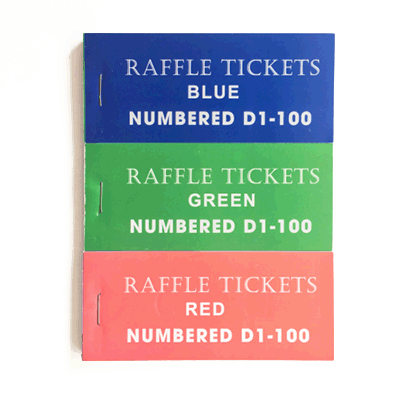 RAFFLE TICKETS
BLUE
NUMBERED D1-100
RAFFLE TICKETS
GREEN
NUMBERED D1-100
RAFFLE TICKETS
RED
NUMBERED D1-100